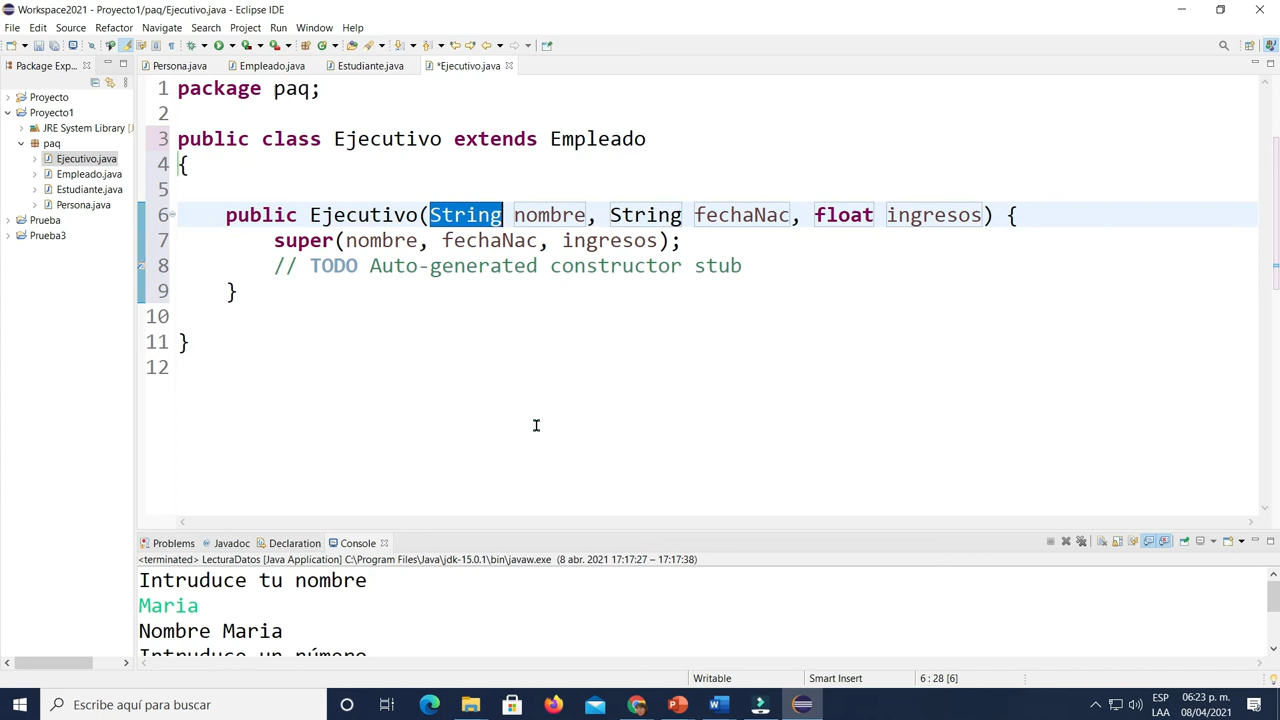 Workspace2021 - Proyecto1/paq/Ejecutivo.java - Eclipse IDE
File Edit Source Refactor Navigate Search Project Run Window Help
Package Exp...
Persona.java Empleado.java Estudiante.java *Ejecutivo.java
Proyecto
Proyecto1
JRE System Library [J
paq
Ejecutivo.java
Empleado.java
Estudiante.java
Persona.java
Prueba
Prueba3
1 package paq;
2
3 public class Ejecutivo extends Empleado
4 {
5
6 public Ejecutivo(String nombre, String fechaNac, float ingresos) {
7 super(nombre, fechaNac, ingresos);
8 // TODO Auto-generated constructor stub
9 }
10
11 }
12
Problems Javadoc Declaration Console
<terminated> LecturaDatos [Java Application] C:\Program Files\Java\jdk-15.0.1\bin\javaw.exe (8 abr. 2021 17:17:27 – 17:17:38)
Intruduce tu nombre
Maria
Nombre Maria
Intruduce un número
Writable Smart Insert 6 : 28 [6]
Escribe aquí para buscar
ESP 06:23 p. m.
LAA 08/04/2021